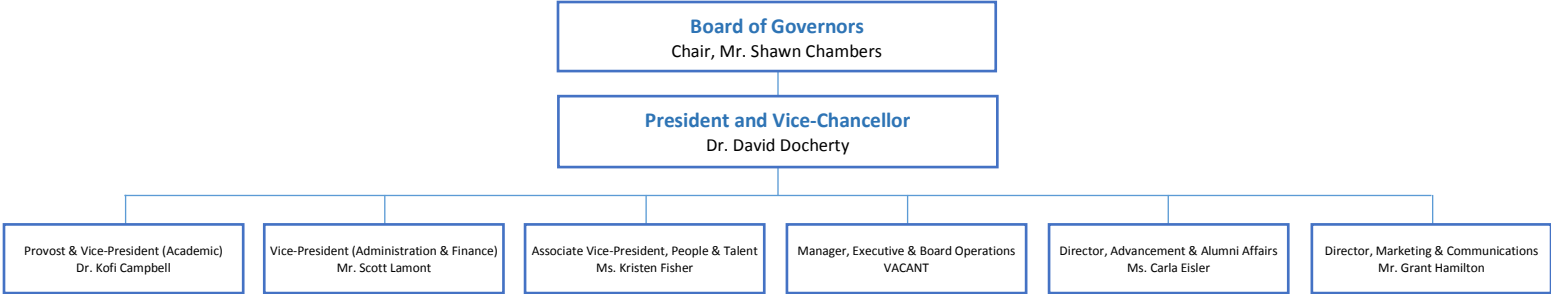 Board of Governors
Chair, Mr. Shawn Chambers
President and Vice-Chancellor
Dr. David Docherty
Provost & Vice-President (Academic)
Dr. Kofi Campbell
Vice-President (Administration & Finance)
Mr. Scott Lamont
Associate Vice-President, People & Talent
Ms. Kristen Fisher
Manager, Executive & Board Operations
VACANT
Director, Advancement & Alumni Affairs
Ms. Carla Eisler
Director, Marketing & Communications
Mr. Grant Hamilton